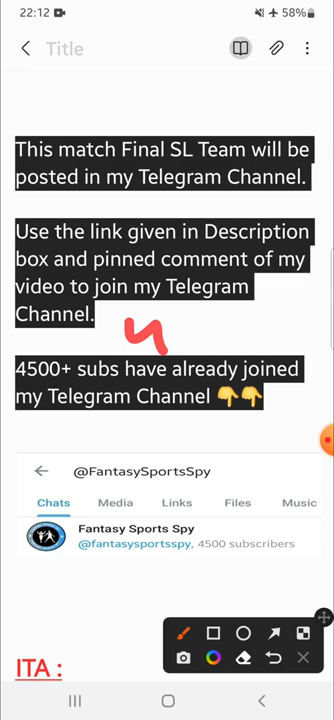 22:12 58%
Title
This match Final SL Team will be
posted in my Telegram Channel.
Use the link given in Description
box and pinned comment of my
video to join my Telegram
Channel.
4500+ subs have already joined
my Telegram Channel 👇👇
@FantasySportsSpy
Chats Media Links Files Music
Fantasy Sports Spy
@fantasysportsspy, 4500 subscribers
ITA :